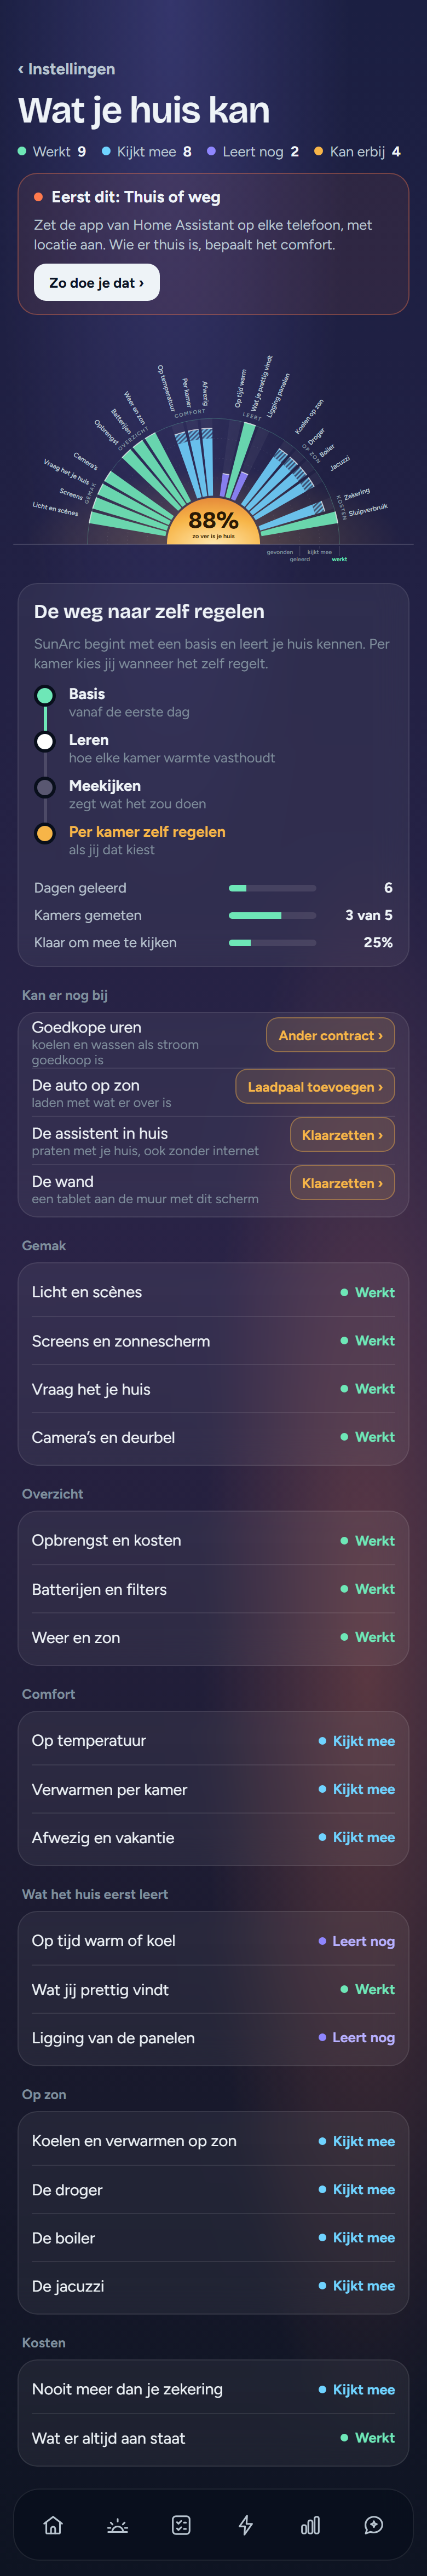 ‹ Instellingen
Wat je huis kan
Werkt 9 Kijkt mee 8 Leert nog 2 Kan erbij 4
Eerst dit: Thuis of weg
Zet de app van Home Assistant op elke telefoon, met
locatie aan. Wie er thuis is, bepaalt het comfort.
Zo doe je dat ›
Licht en scènes
Screens
Vraag het je huis
Camera's
GEMAK
Opbrengst
Batterijen
Weer en zon
OVERZICHT
Op temperatuur
Per kamer
Afwezig
COMFORT
Op tijd warm
Wat je prettig vindt
Ligging panelen
LEERT
Koelen op zon
Droger
Boiler
Jacuzzi
OP ZON
Zekering
Sluipverbruik
KOSTEN
88%
zo ver is je huis
gevonden kijkt mee
geleerd werkt
De weg naar zelf regelen
SunArc begint met een basis en leert je huis kennen. Per
kamer kies jij wanneer het zelf regelt.
Basis
vanaf de eerste dag
Leren
hoe elke kamer warmte vasthoudt
Meekijken
zegt wat het zou doen
Per kamer zelf regelen
als jij dat kiest
Dagen geleerd 6
Kamers gemeten 3 van 5
Klaar om mee te kijken 25%
Kan er nog bij
Goedkope uren
koelen en wassen als stroom
goedkoop is
Ander contract ›
De auto op zon
laden met wat er over is
Laadpaal toevoegen ›
De assistent in huis
praten met je huis, ook zonder internet
Klaarzetten ›
De wand
een tablet aan de muur met dit scherm
Klaarzetten ›
Gemak
Licht en scènes Werkt
Screens en zonnescherm Werkt
Vraag het je huis Werkt
Camera’s en deurbel Werkt
Overzicht
Opbrengst en kosten Werkt
Batterijen en filters Werkt
Weer en zon Werkt
Comfort
Op temperatuur Kijkt mee
Verwarmen per kamer Kijkt mee
Afwezig en vakantie Kijkt mee
Wat het huis eerst leert
Op tijd warm of koel Leert nog
Wat jij prettig vindt Werkt
Ligging van de panelen Leert nog
Op zon
Koelen en verwarmen op zon Kijkt mee
De droger Kijkt mee
De boiler Kijkt mee
De jacuzzi Kijkt mee
Kosten
Nooit meer dan je zekering Kijkt mee
Wat er altijd aan staat Werkt